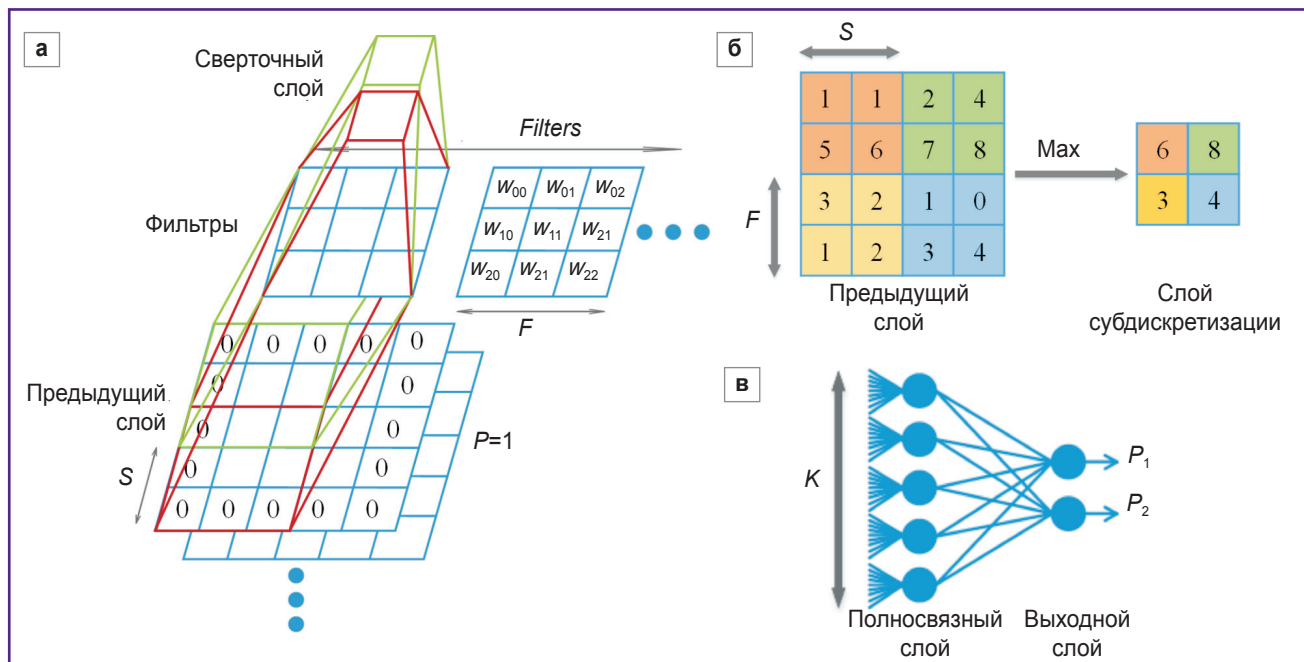 а
Сверточный
слой
Filters
W00 W01 W02
W10 W11 W21
W20 W21 W22
Фильтры
F
0 0 0 0 0
0 0
0 0
0 0
0 0 0 0 0
Предыдущий
слой
S
P=1
б
S
1 1 2 4
5 6 7 8
3 2 1 0
1 2 3 4
F
Предыдущий
слой
Max
6 8
3 4
Слой
субдискретизации
в
K
P1
P2
Полносвязный
слой
Выходной
слой